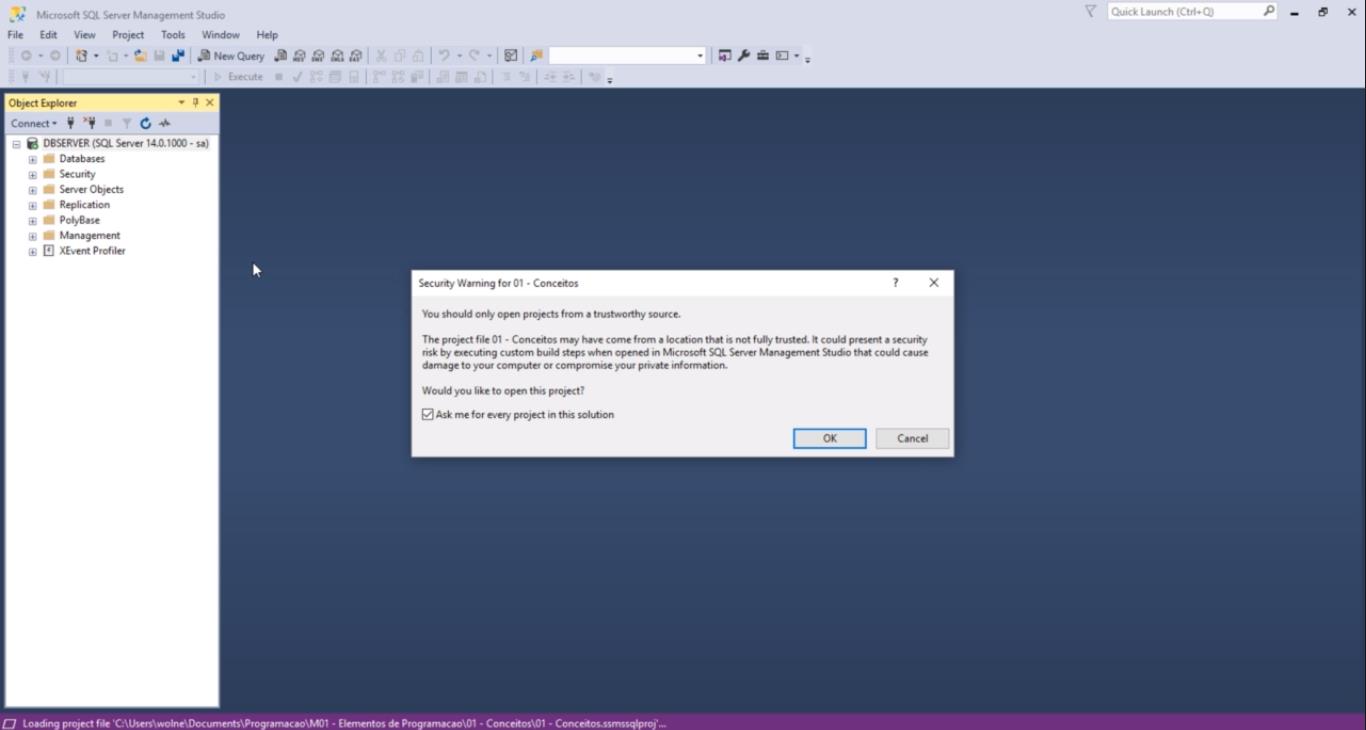 Microsoft SQL Server Management Studio
Quick Launch (Ctrl+Q)
File Edit View Project Tools Window Help
New Query
Execute
Object Explorer
Connect
DBSERVER (SQL Server 14.0.1000 - sa)
Databases
Security
Server Objects
Replication
PolyBase
Management
XEvent Profiler
Security Warning for 01 - Conceitos
You should only open projects from a trustworthy source.
The project file 01 - Conceitos may have come from a location that is not fully trusted. It could present a security
risk by executing custom build steps when opened in Microsoft SQL Server Management Studio that could cause
damage to your computer or compromise your private information.
Would you like to open this project?
Ask me for every project in this solution
OK Cancel
Loading project file 'C:\Users\wolne\Documents\Programacao\M01 - Elementos de Programacao\01 - Conceitos\01 - Conceitos.ssmssqlproj'...